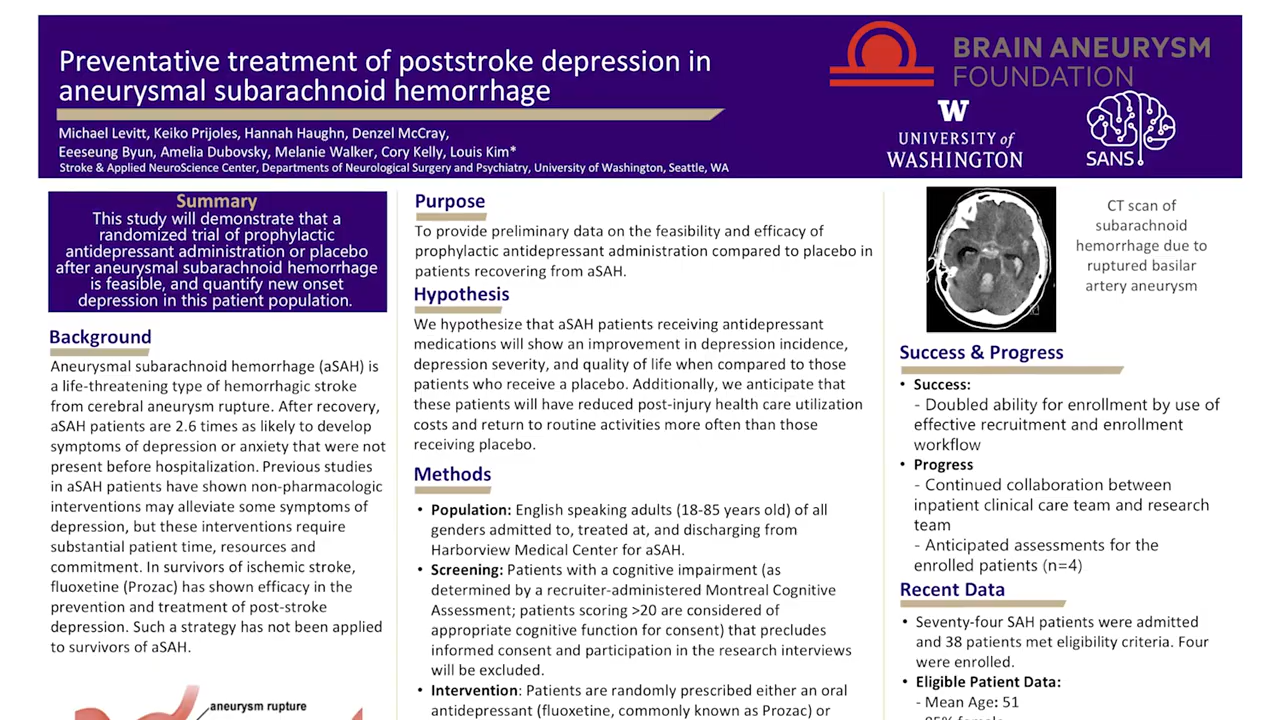 Preventative treatment of poststroke depression in
aneurysmal subarachnoid hemorrhage
Michael Levitt, Keiko Prijoles, Hannah Haughn, Denzel McCray,
Eeeseung Byun, Amelia Dubovsky, Melanie Walker, Cory Kelly, Louis Kim*
Stroke & Applied NeuroScience Center, Departments of Neurological Surgery and Psychiatry, University of Washington, Seattle, WA
BRAIN ANEURYSM
FOUNDATION
W
UNIVERSITY of
WASHINGTON
SANS
Summary
This study will demonstrate that a
randomized trial of prophylactic
antidepressant administration or placebo
after aneurysmal subarachnoid hemorrhage
is feasible, and quantify new onset
depression in this patient population.
Background
Aneurysmal subarachnoid hemorrhage (aSAH) is
a life-threatening type of hemorrhagic stroke
from cerebral aneurysm rupture. After recovery,
aSAH patients are 2.6 times as likely to develop
symptoms of depression or anxiety that were not
present before hospitalization. Previous studies
in aSAH patients have shown non-pharmacologic
interventions may alleviate some symptoms of
depression, but these interventions require
substantial patient time, resources and
commitment. In survivors of ischemic stroke,
fluoxetine (Prozac) has shown efficacy in the
prevention and treatment of post-stroke
depression. Such a strategy has not been applied
to survivors of aSAH.
aneurysm rupture
Purpose
To provide preliminary data on the feasibility and efficacy of
prophylactic antidepressant administration compared to placebo in
patients recovering from aSAH.
Hypothesis
We hypothesize that aSAH patients receiving antidepressant
medications will show an improvement in depression incidence,
depression severity, and quality of life when compared to those
patients who receive a placebo. Additionally, we anticipate that
these patients will have reduced post-injury health care utilization
costs and return to routine activities more often than those
receiving placebo.
Methods
• Population: English speaking adults (18-85 years old) of all
genders admitted to, treated at, and discharging from
Harborview Medical Center for aSAH.
• Screening: Patients with a cognitive impairment (as
determined by a recruiter-administered Montreal Cognitive
Assessment; patients scoring >20 are considered of
appropriate cognitive function for consent) that precludes
informed consent and participation in the research interviews
will be excluded.
• Intervention: Patients are randomly prescribed either an oral
antidepressant (fluoxetine, commonly known as Prozac) or
CT scan of
subarachnoid
hemorrhage due to
ruptured basilar
artery aneurysm
Success & Progress
• Success:
- Doubled ability for enrollment by use of
effective recruitment and enrollment
workflow
• Progress
- Continued collaboration between
inpatient clinical care team and research
team
- Anticipated assessments for the
enrolled patients (n=4)
Recent Data
• Seventy-four SAH patients were admitted
and 38 patients met eligibility criteria. Four
were enrolled.
• Eligible Patient Data:
- Mean Age: 51